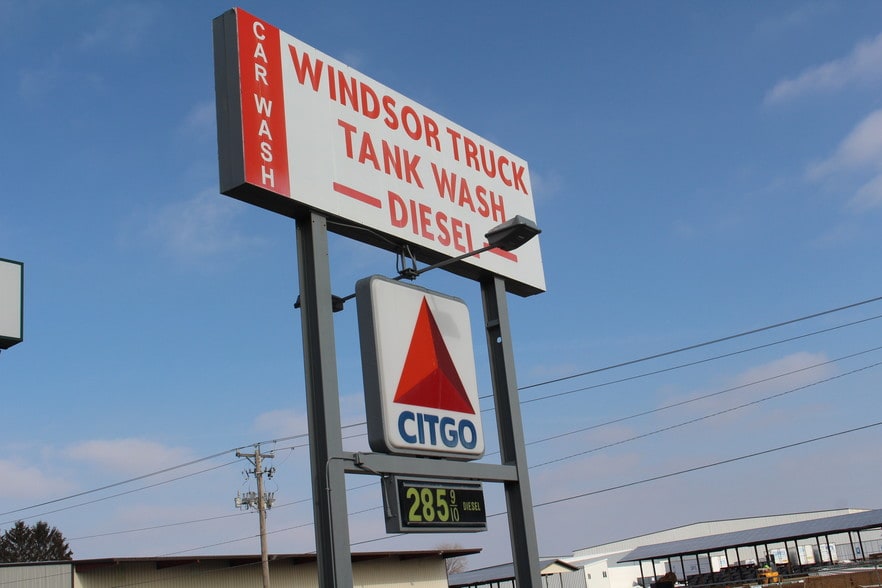 CAR WASH
WINDSOR TRUCK
TANK WASH
DIESEL
CITGO
285 9/10 DIESEL